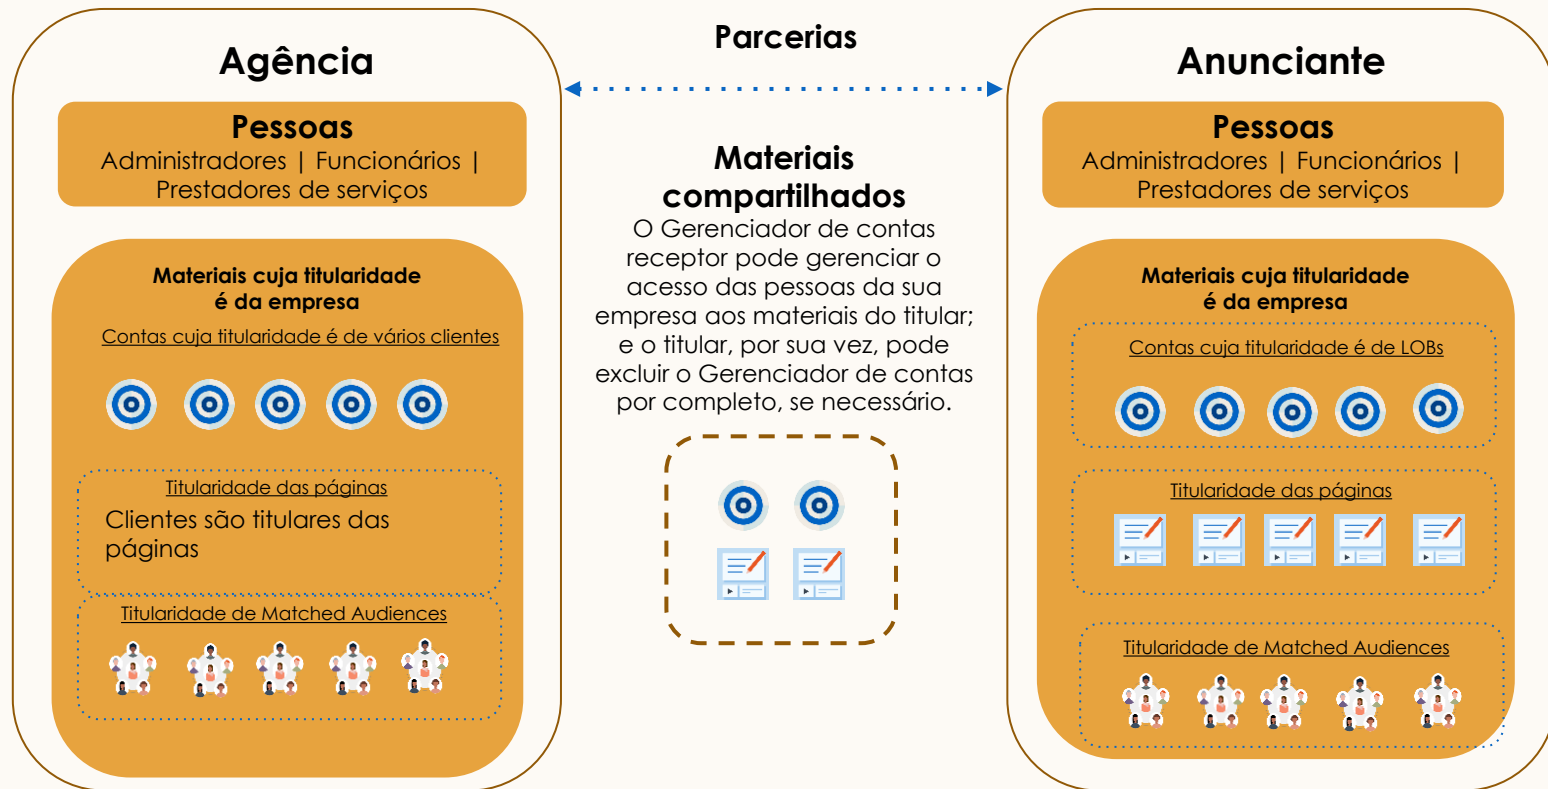 Agência
Pessoas
Administradores | Funcionários |
Prestadores de serviços
Materiais cuja titularidade
é da empresa
Contas cuja titularidade é de vários clientes
Titularidade das páginas
Clientes são titulares das
páginas
Titularidade de Matched Audiences
Parcerias
Materiais
compartilhados
O Gerenciador de contas
receptor pode gerenciar o
acesso das pessoas da sua
empresa aos materiais do titular;
e o titular, por sua vez, pode
excluir o Gerenciador de contas
por completo, se necessário.
Anunciante
Pessoas
Administradores | Funcionários |
Prestadores de serviços
Materiais cuja titularidade
é da empresa
Contas cuja titularidade é de LOBs
Titularidade das páginas
Titularidade de Matched Audiences